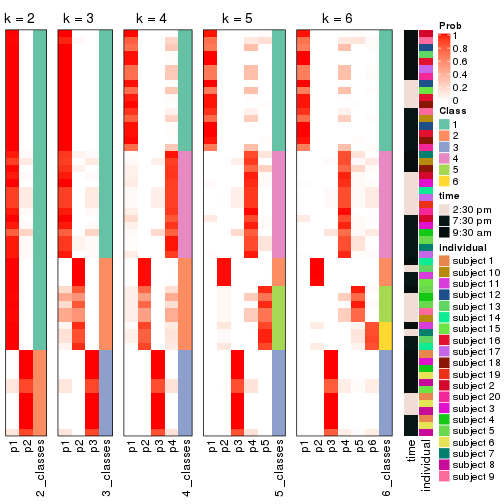 k = 2 k = 3 k = 4 k = 5 k = 6
Prob
1
0.8
0.6
0.4
0.2
0
Class
1
2
3
4
5
6
time
2:30 pm
7:30 pm
9:30 am
individual
subject 1
subject 10
subject 11
subject 12
subject 13
subject 14
subject 15
subject 16
subject 17
subject 18
subject 19
subject 2
subject 20
subject 3
subject 4
subject 5
subject 6
subject 7
subject 8
subject 9
p1 p2 2_classes p1 p2 p3 3_classes p1 p2 p3 p4 4_classes p1 p2 p3 p4 p5 5_classes p1 p2 p3 p4 p5 p6 6_classes time individual